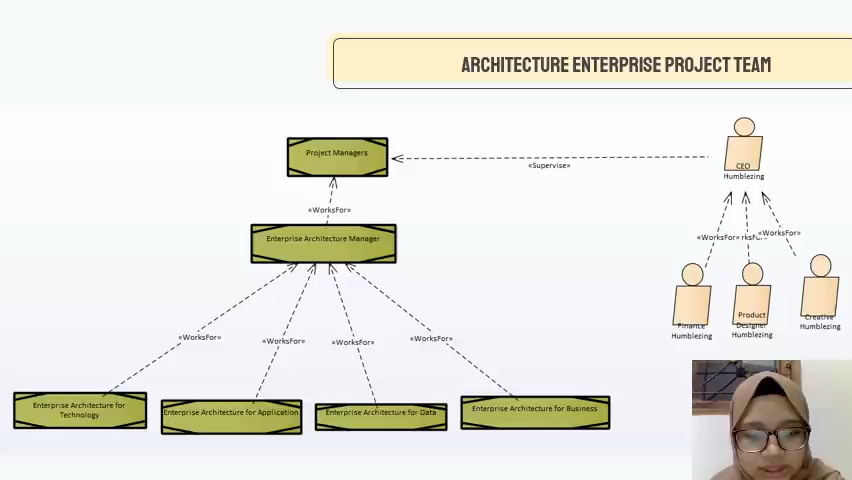 ARCHITECTURE ENTERPRISE PROJECT TEAM
Project Managers
«Supervise»
CEO
Humblezing
«WorksFor»
Enterprise Architecture Manager
«WorksFor»
«WorksFor»
Finance
Humblezing
Product
Designer
Humblezing
Creative
Humblezing
«WorksFor»
«WorksFor»
«WorksFor»
«WorksFor»
Enterprise Architecture for
Technology
Enterprise Architecture for Application
Enterprise Architecture for Data
Enterprise Architecture for Business